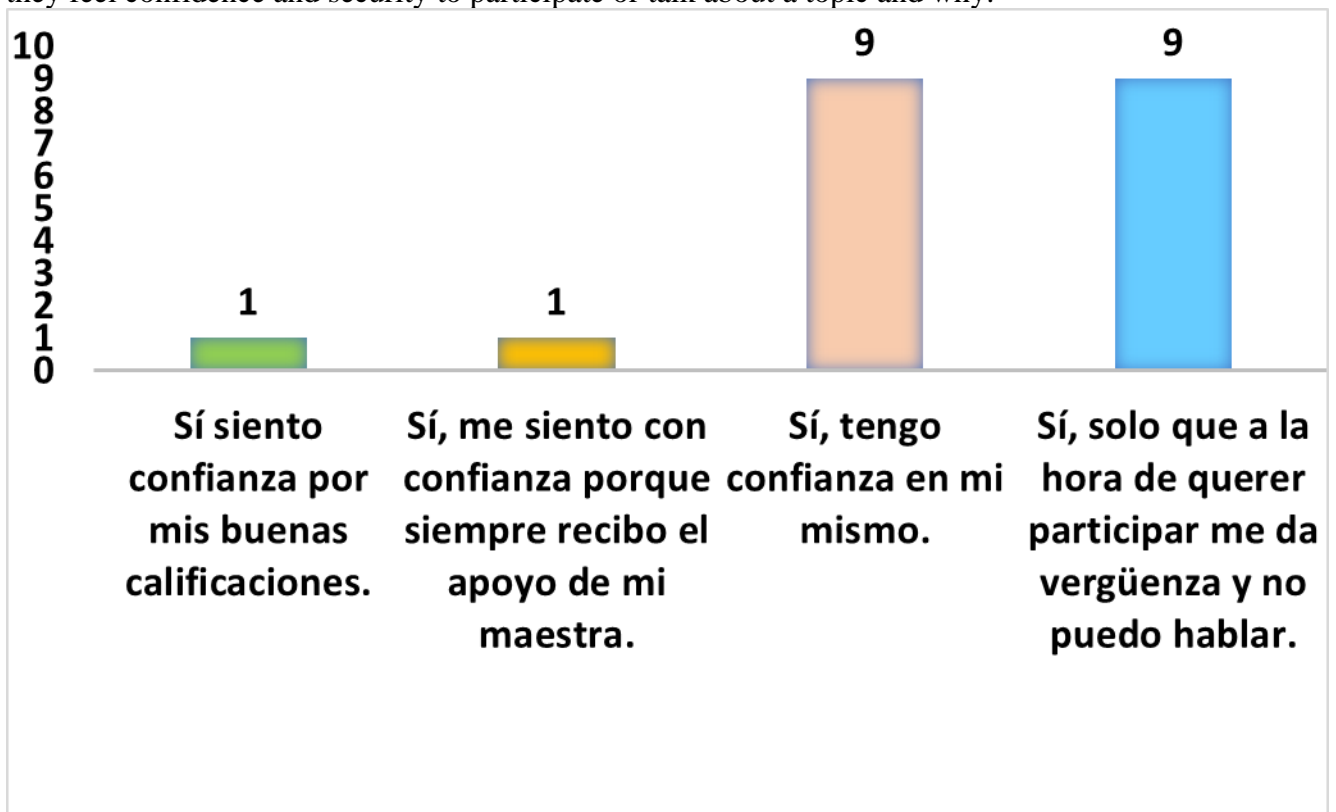 they feel confidence and security to participate or talk about a topic and why.
10
9
8
7
6
5
4
3
2
1
0
1
1
9
9
Sí siento
confianza por
mis buenas
calificaciones.
Sí, me siento con
confianza porque
siempre recibo el
apoyo de mi
maestra.
Sí, tengo
confianza en mi
mismo.
Sí, solo que a la
hora de querer
participar me da
vergüenza y no
puedo hablar.